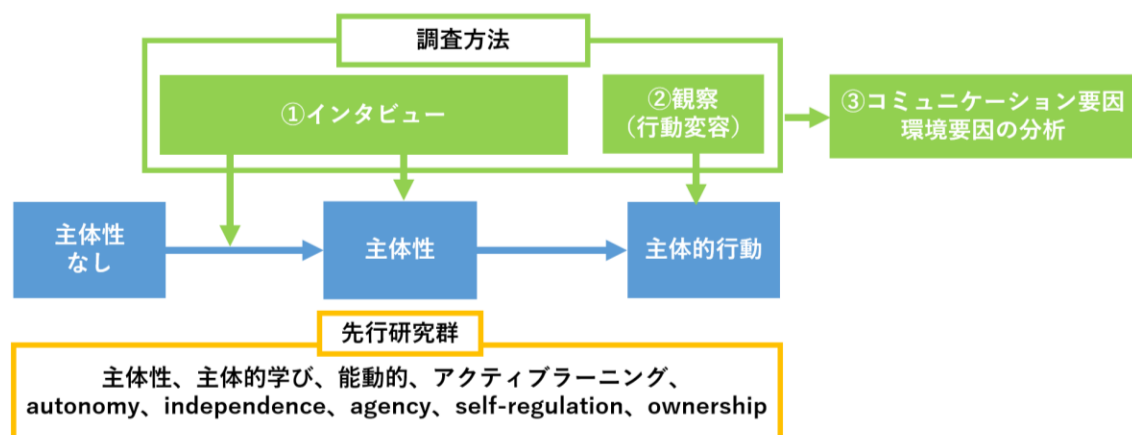 調査方法
①インタビュー
②観察
（行動変容）
③コミュニケーション要因
環境要因の分析
主体性
なし
主体性
主体的行動
先行研究群
主体性、主体的学び、能動的、アクティブラーニング、
autonomy、independence、agency、self-regulation、ownership